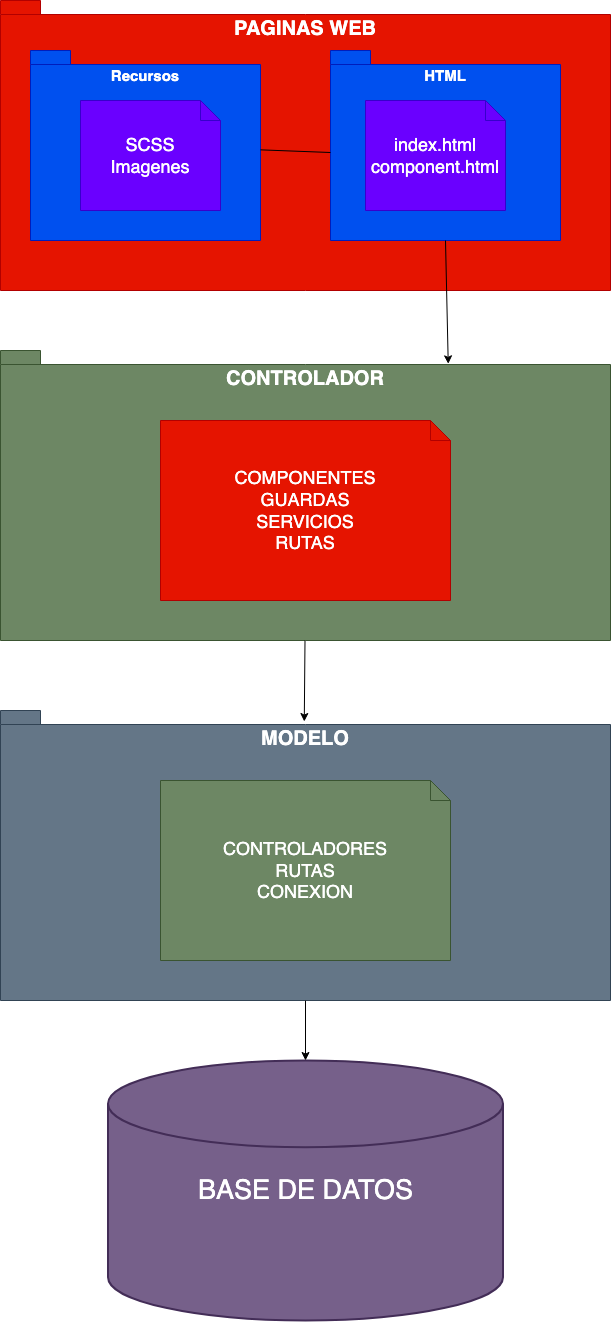 PAGINAS WEB
Recursos
SCSS
Imagenes
HTML
index.html
component.html
CONTROLADOR
COMPONENTES
GUARDAS
SERVICIOS
RUTAS
MODELO
CONTROLADORES
RUTAS
CONEXION
BASE DE DATOS